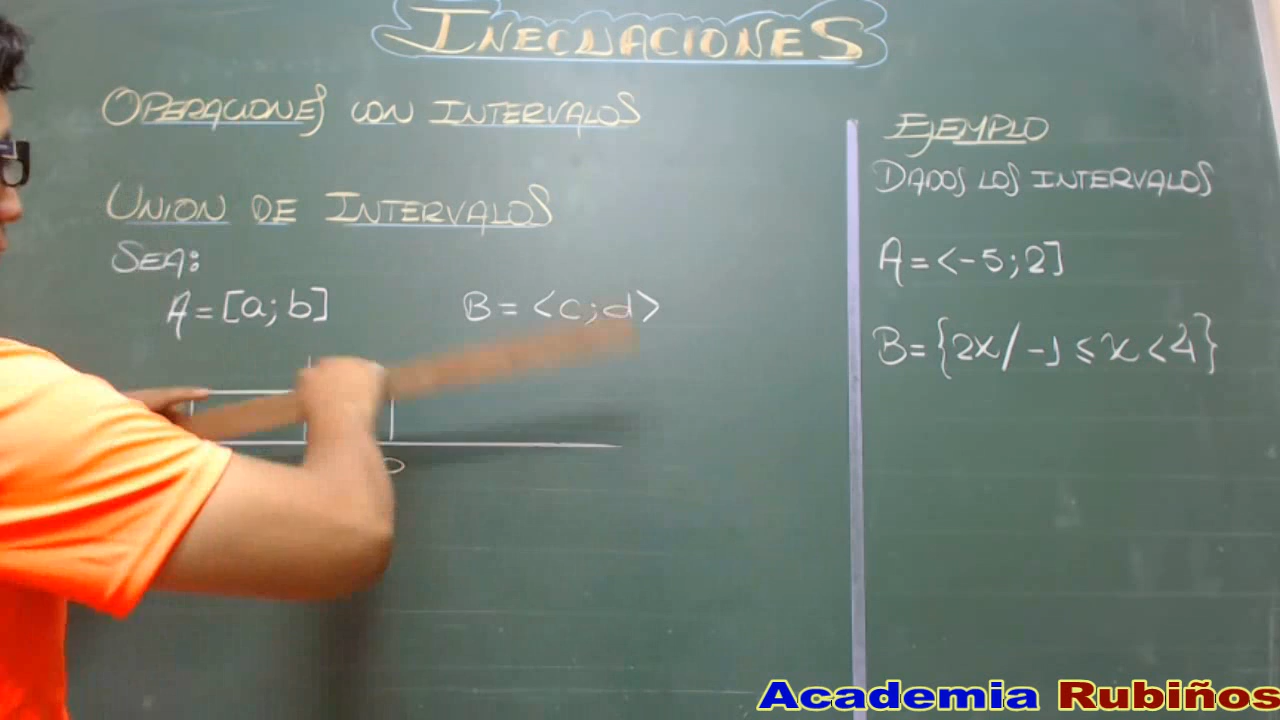 INECUACIONES
OPERACIONES CON INTERVALOS
UNION DE INTERVALOS
SEA:
A = [a; b]
B = <c; d>
EJEMPLO
DADOS LOS INTERVALOS
A = <-5; 2]
B = {2x/ -1 ≤ x < 4}
Academia Rubiños